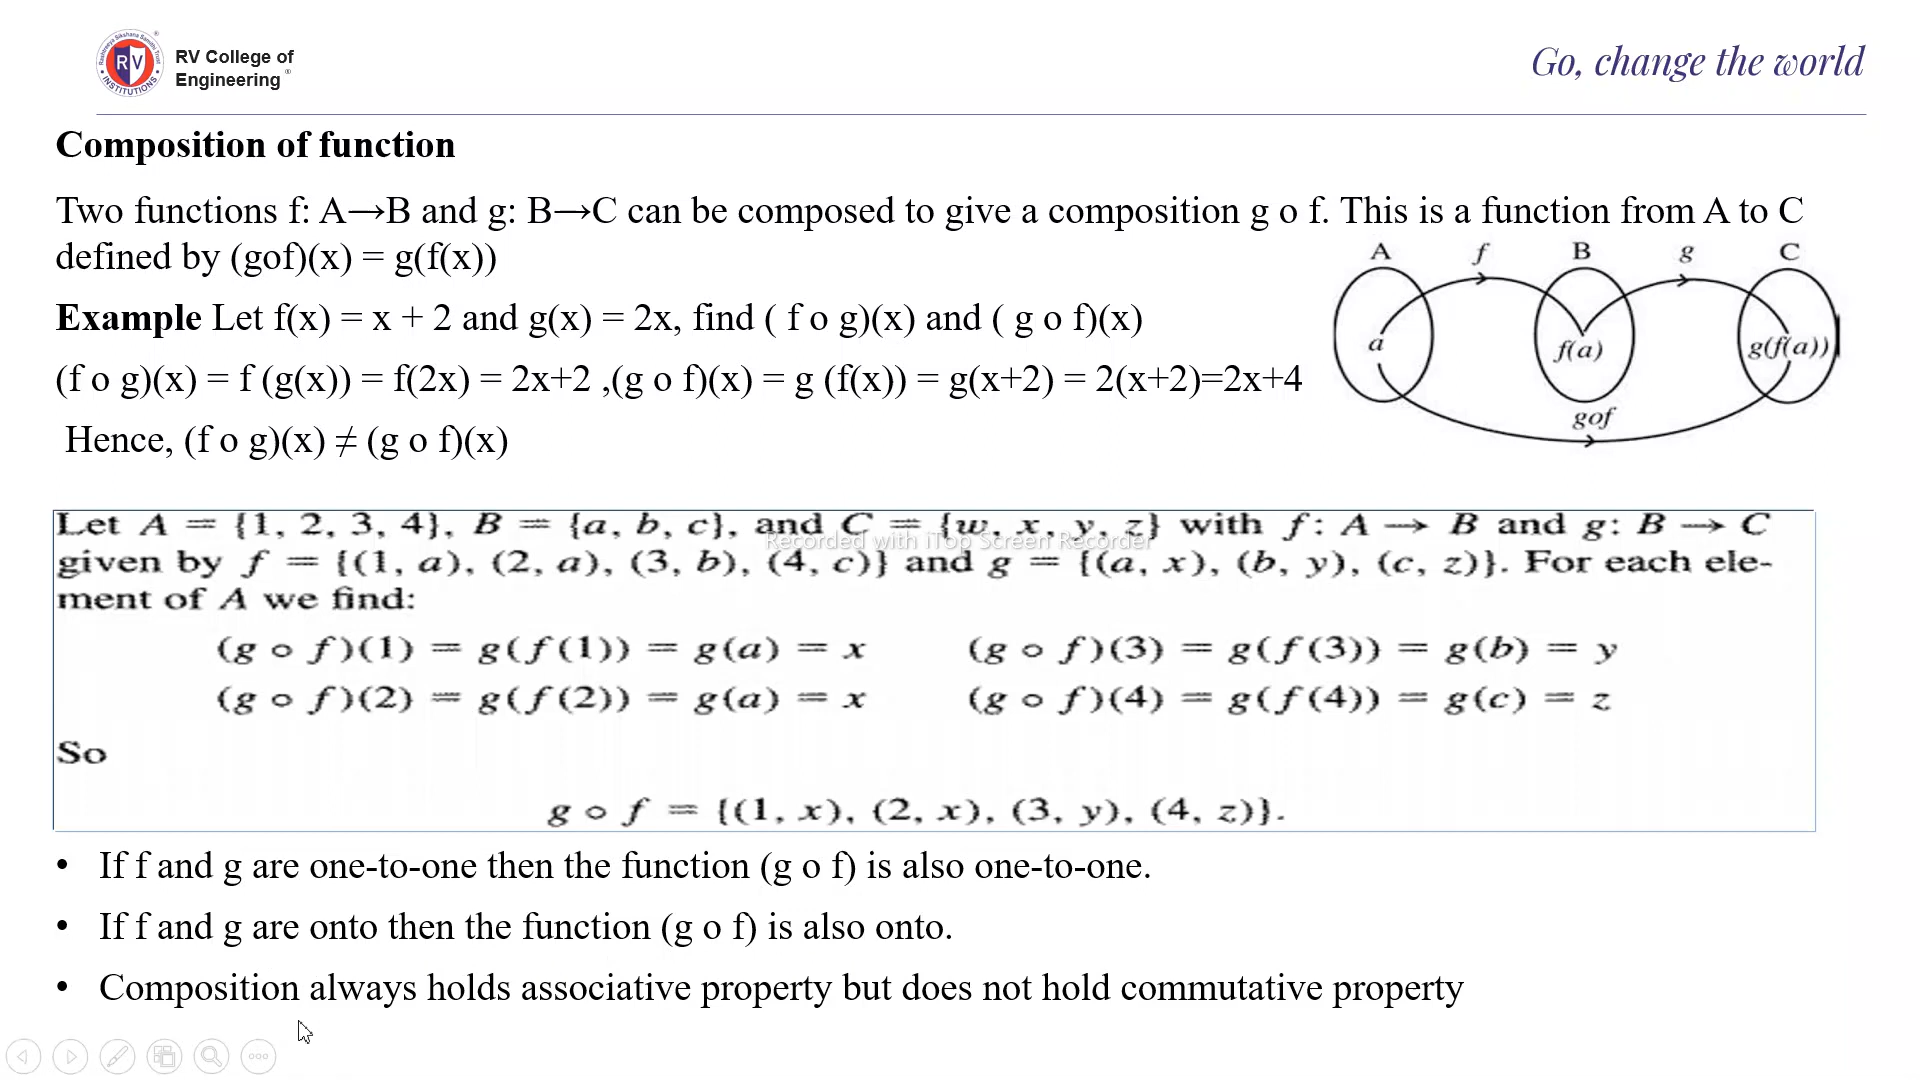 RV College of
Engineering
Go, change the world
Composition of function
Two functions f: A→B and g: B→C can be composed to give a composition g o f. This is a function from A to C
defined by (gof)(x) = g(f(x))
A f B g C
Example Let f(x) = x + 2 and g(x) = 2x, find ( f o g)(x) and ( g o f)(x)
a f(a) g(f(a))
(f o g)(x) = f (g(x)) = f(2x) = 2x+2 ,(g o f)(x) = g (f(x)) = g(x+2) = 2(x+2)=2x+4
gof
Hence, (f o g)(x) ≠ (g o f)(x)
Let A = {1, 2, 3, 4}, B = {a, b, c}, and C = {w, x, y, z} with f: A → B and g: B → C
Recorded with iTop Screen Recorder
given by f = {(1, a), (2, a), (3, b), (4, c)} and g = {(a, x), (b, y), (c, z)}. For each ele-
ment of A we find:
(g ∘ f)(1) = g(f(1)) = g(a) = x (g ∘ f)(3) = g(f(3)) = g(b) = y
(g ∘ f)(2) = g(f(2)) = g(a) = x (g ∘ f)(4) = g(f(4)) = g(c) = z
So
g ∘ f = {(1, x), (2, x), (3, y), (4, z)}.
• If f and g are one-to-one then the function (g o f) is also one-to-one.
• If f and g are onto then the function (g o f) is also onto.
• Composition always holds associative property but does not hold commutative property